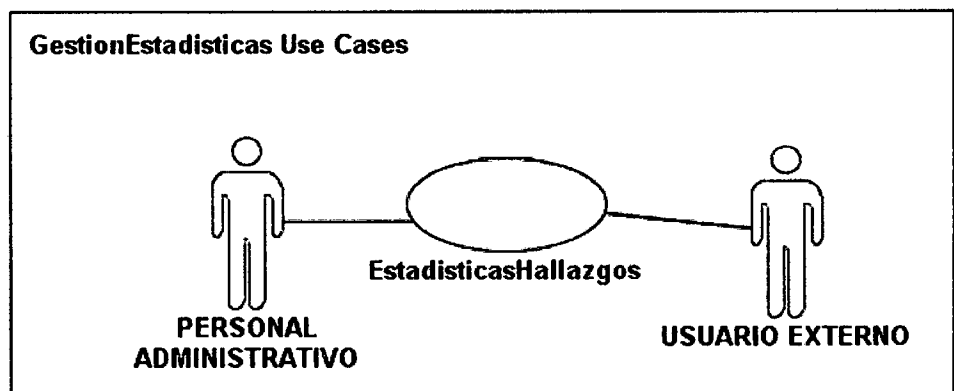 GestionEstadisticas Use Cases
EstadisticasHallazgos
PERSONAL
ADMINISTRATIVO
USUARIO EXTERNO